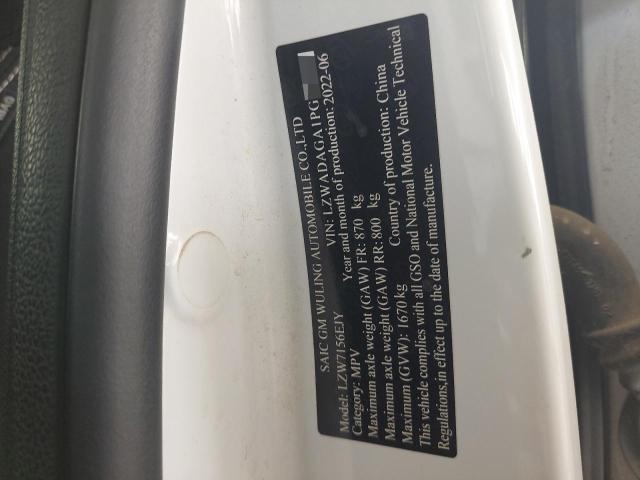 SAIC GM WULING AUTOMOBILE CO.,LTD
Model: LZW7156EJY VIN: LZWADAGA1PG
Category: MPV Year and month of production: 2022-06
Maximum axle weight (GAW) FR: 870 kg
Maximum axle weight (GAW) RR: 800 kg
Maximum (GVW): 1670 kg Country of production: China
This vehicle complies with all GSO and National Motor Vehicle Technical
Regulations,in effect up to the date of manufacture.